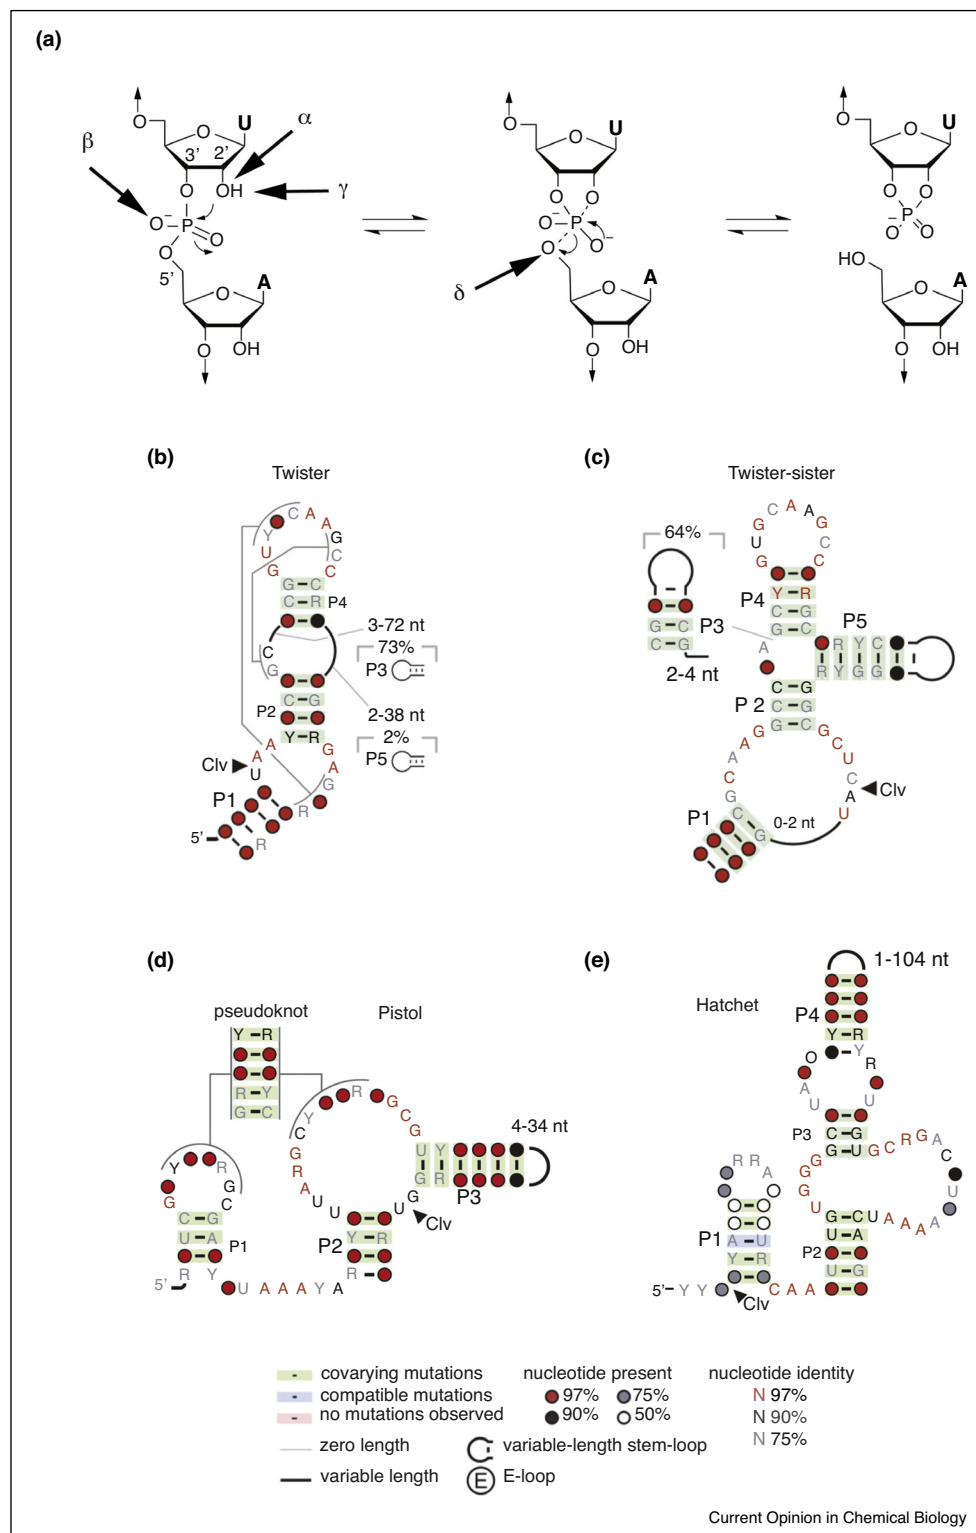 (a)
U
O
O
3' 2'
α
β
O
OH
γ
O⁻
P
O
O
5'
A
O
O
OH
O
O
U
O
O
O⁻
P
O⁻
O
δ
A
O
O
OH
O
O
U
O
O
⁻
P
O
O
HO
A
O
O
OH
(b)
Twister
Y C A A
U G
G C C
G - C
C - R P4
3-72 nt
73%
P3
C
G
C - G
P2
2-38 nt
2%
P5
Y - R
A G
A A
U G
Clv
R
P1
5'
R
(c)
Twister-sister
64%
C A A
G G
U C
G C
P4
Y - R
C - G
G - C
P3
G - C
C - G
2-4 nt
A
P5
R Y C
R Y G G
C - G
P 2
C - G
G - C
G G
A C
A U
C C
G A
U
Clv
P1
C
G
0-2 nt
(d)
pseudoknot
Pistol
Y - R
R - Y
G - C
Y R
G G
C
C - G
U - A
P1
5'
R Y
U A A A Y A
Y R G
C C
G G
R
A
U U
U Y
G R
P3
4-34 nt
U G
Clv
P2
Y - R
R
(e)
Hatchet
1-104 nt
P4
Y - R
Y
R
U
A
U
P3
C - G
G - U G C R G A
G C
G
G U
U A
G - C U A A A
P2
U - A
U - G
R R A
P1
A - U
Y - R
5' Y Y
Clv
C A A
covarying mutations
compatible mutations
no mutations observed
zero length
variable length
nucleotide present
97% 75%
90% 50%
variable-length stem-loop
E E-loop
nucleotide identity
N 97%
N 90%
N 75%
Current Opinion in Chemical Biology